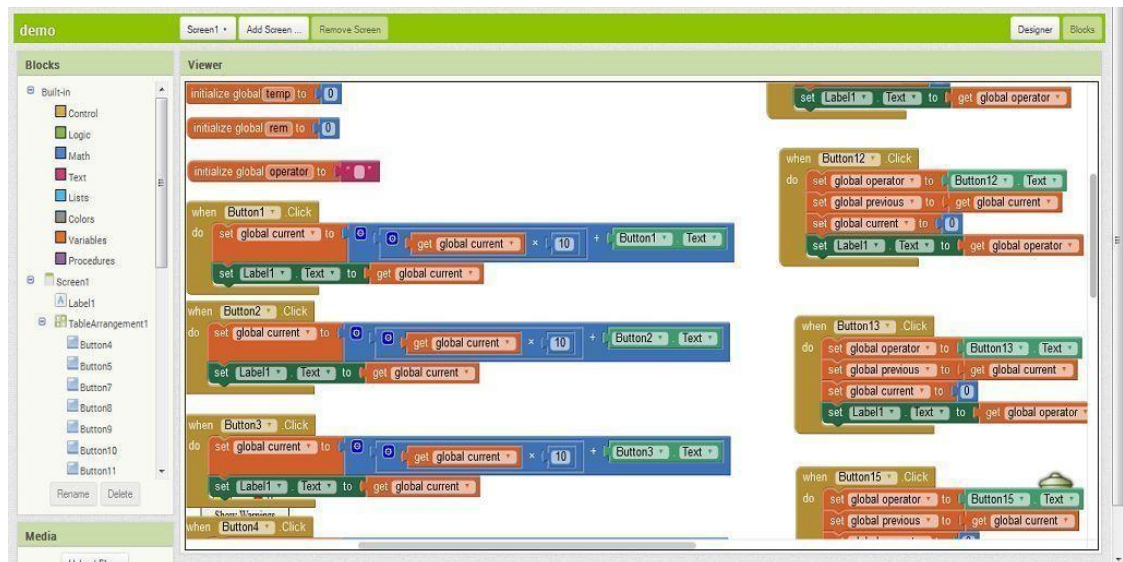 demo
Screen1
Add Screen ...
Remove Screen
Designer
Blocks
Blocks
Built-in
Control
Logic
Math
Text
Lists
Colors
Variables
Procedures
Screen1
Label1
TableArrangement1
Button4
Button5
Button7
Button8
Button9
Button10
Button11
Rename
Delete
Media
Viewer
initialize global temp to 0
initialize global rem to 0
initialize global operator to " "
when Button1 .Click
do set global current to get global current × 10 + Button1 . Text
set Label1 . Text to get global current
when Button2 .Click
do set global current to get global current × 10 + Button2 . Text
set Label1 . Text to get global current
when Button3 .Click
do set global current to get global current × 10 + Button3 . Text
set Label1 . Text to get global current
Show Warnings
when Button4 .Click
set Label1 . Text to get global operator
when Button12 .Click
do set global operator to Button12 . Text
set global previous to get global current
set global current to 0
set Label1 . Text to get global operator
when Button13 .Click
do set global operator to Button13 . Text
set global previous to get global current
set global current to 0
set Label1 . Text to get global operator
when Button15 .Click
do set global operator to Button15 . Text
set global previous to get global current